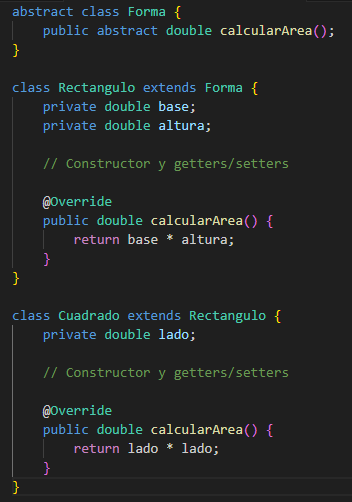 abstract class Forma {
    public abstract double calcularArea();
}

class Rectangulo extends Forma {
    private double base;
    private double altura;

    // Constructor y getters/setters

    @Override
    public double calcularArea() {
        return base * altura;
    }
}

class Cuadrado extends Rectangulo {
    private double lado;

    // Constructor y getters/setters

    @Override
    public double calcularArea() {
        return lado * lado;
    }
}